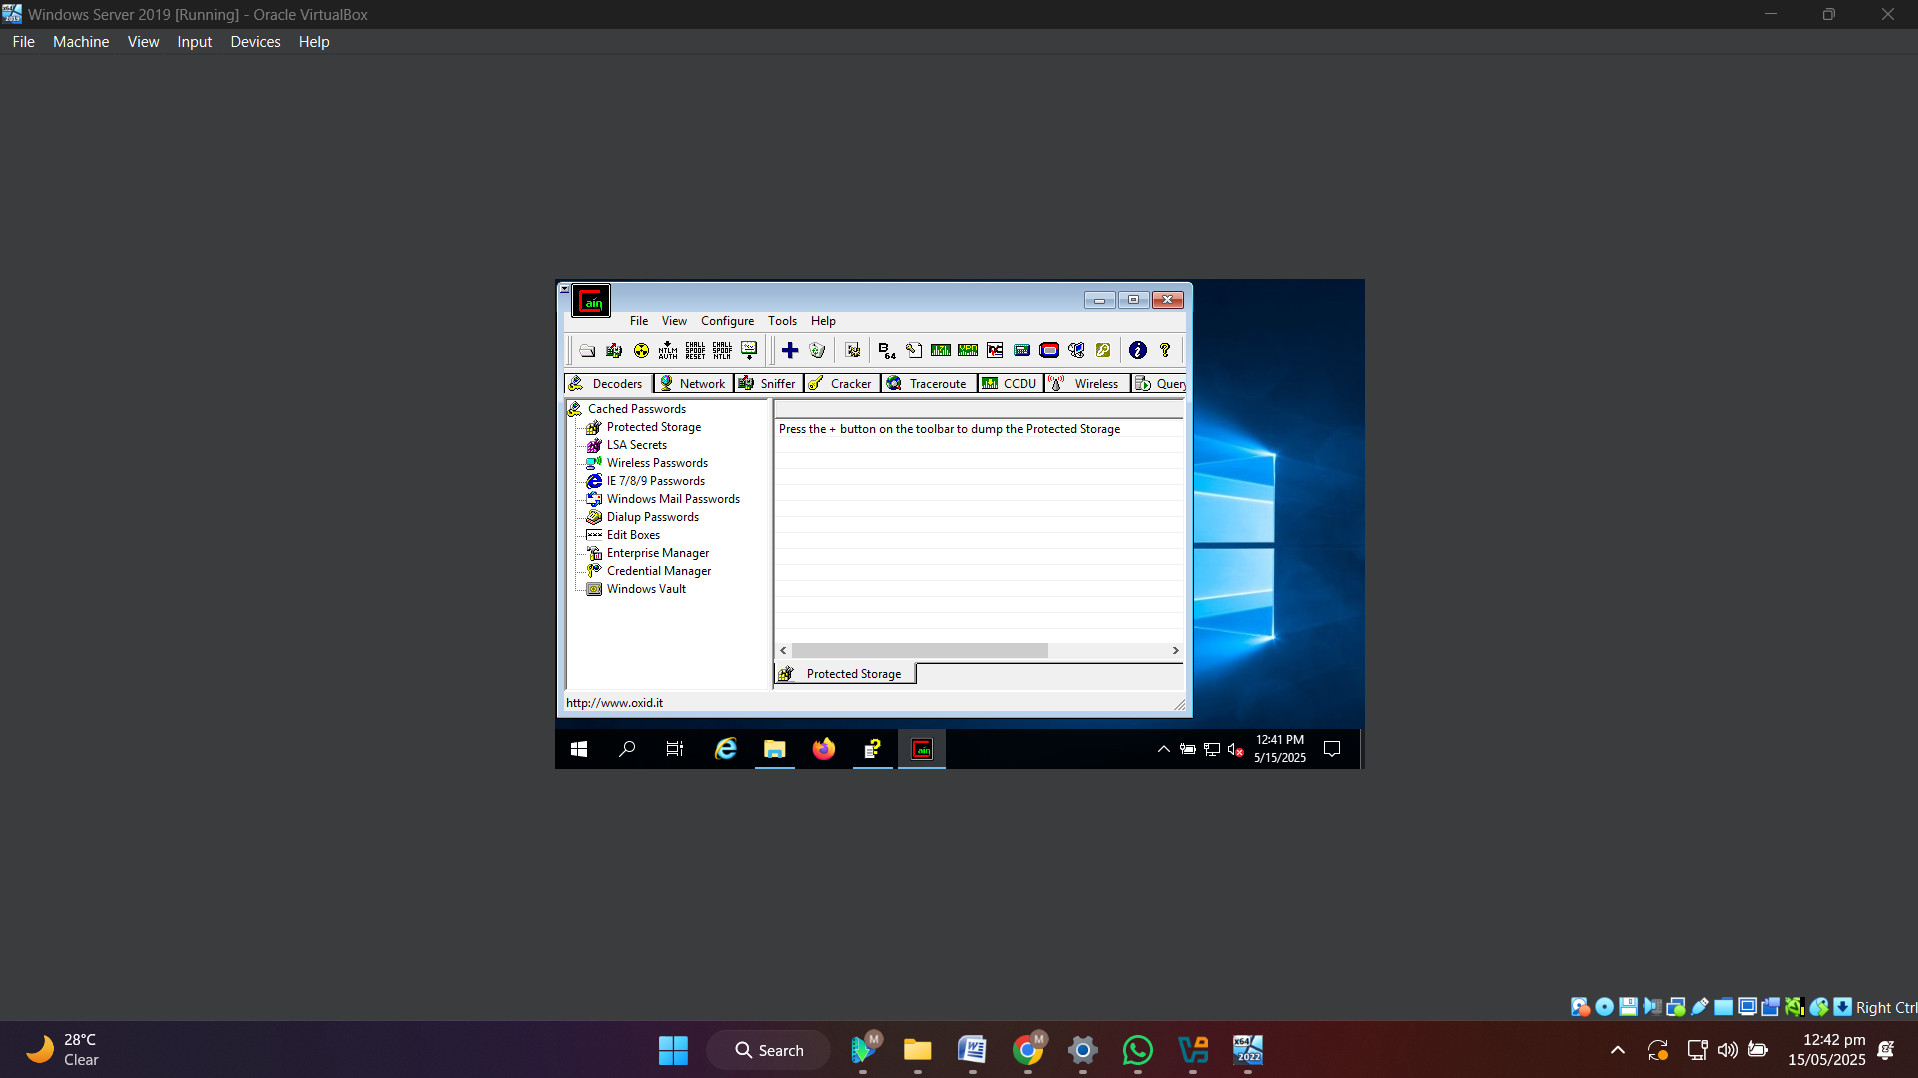 Windows Server 2019 [Running] - Oracle VirtualBox
File Machine View Input Devices Help
File View Configure Tools Help
Decoders Network Sniffer Cracker Traceroute CCDU Wireless Query
Cached Passwords
Protected Storage
LSA Secrets
Wireless Passwords
IE 7/8/9 Passwords
Windows Mail Passwords
Dialup Passwords
Edit Boxes
Enterprise Manager
Credential Manager
Windows Vault
Press the + button on the toolbar to dump the Protected Storage
Protected Storage
http://www.oxid.it
12:41 PM
5/15/2025
Right Ctrl
28°C
Clear
Search
12:42 pm
15/05/2025